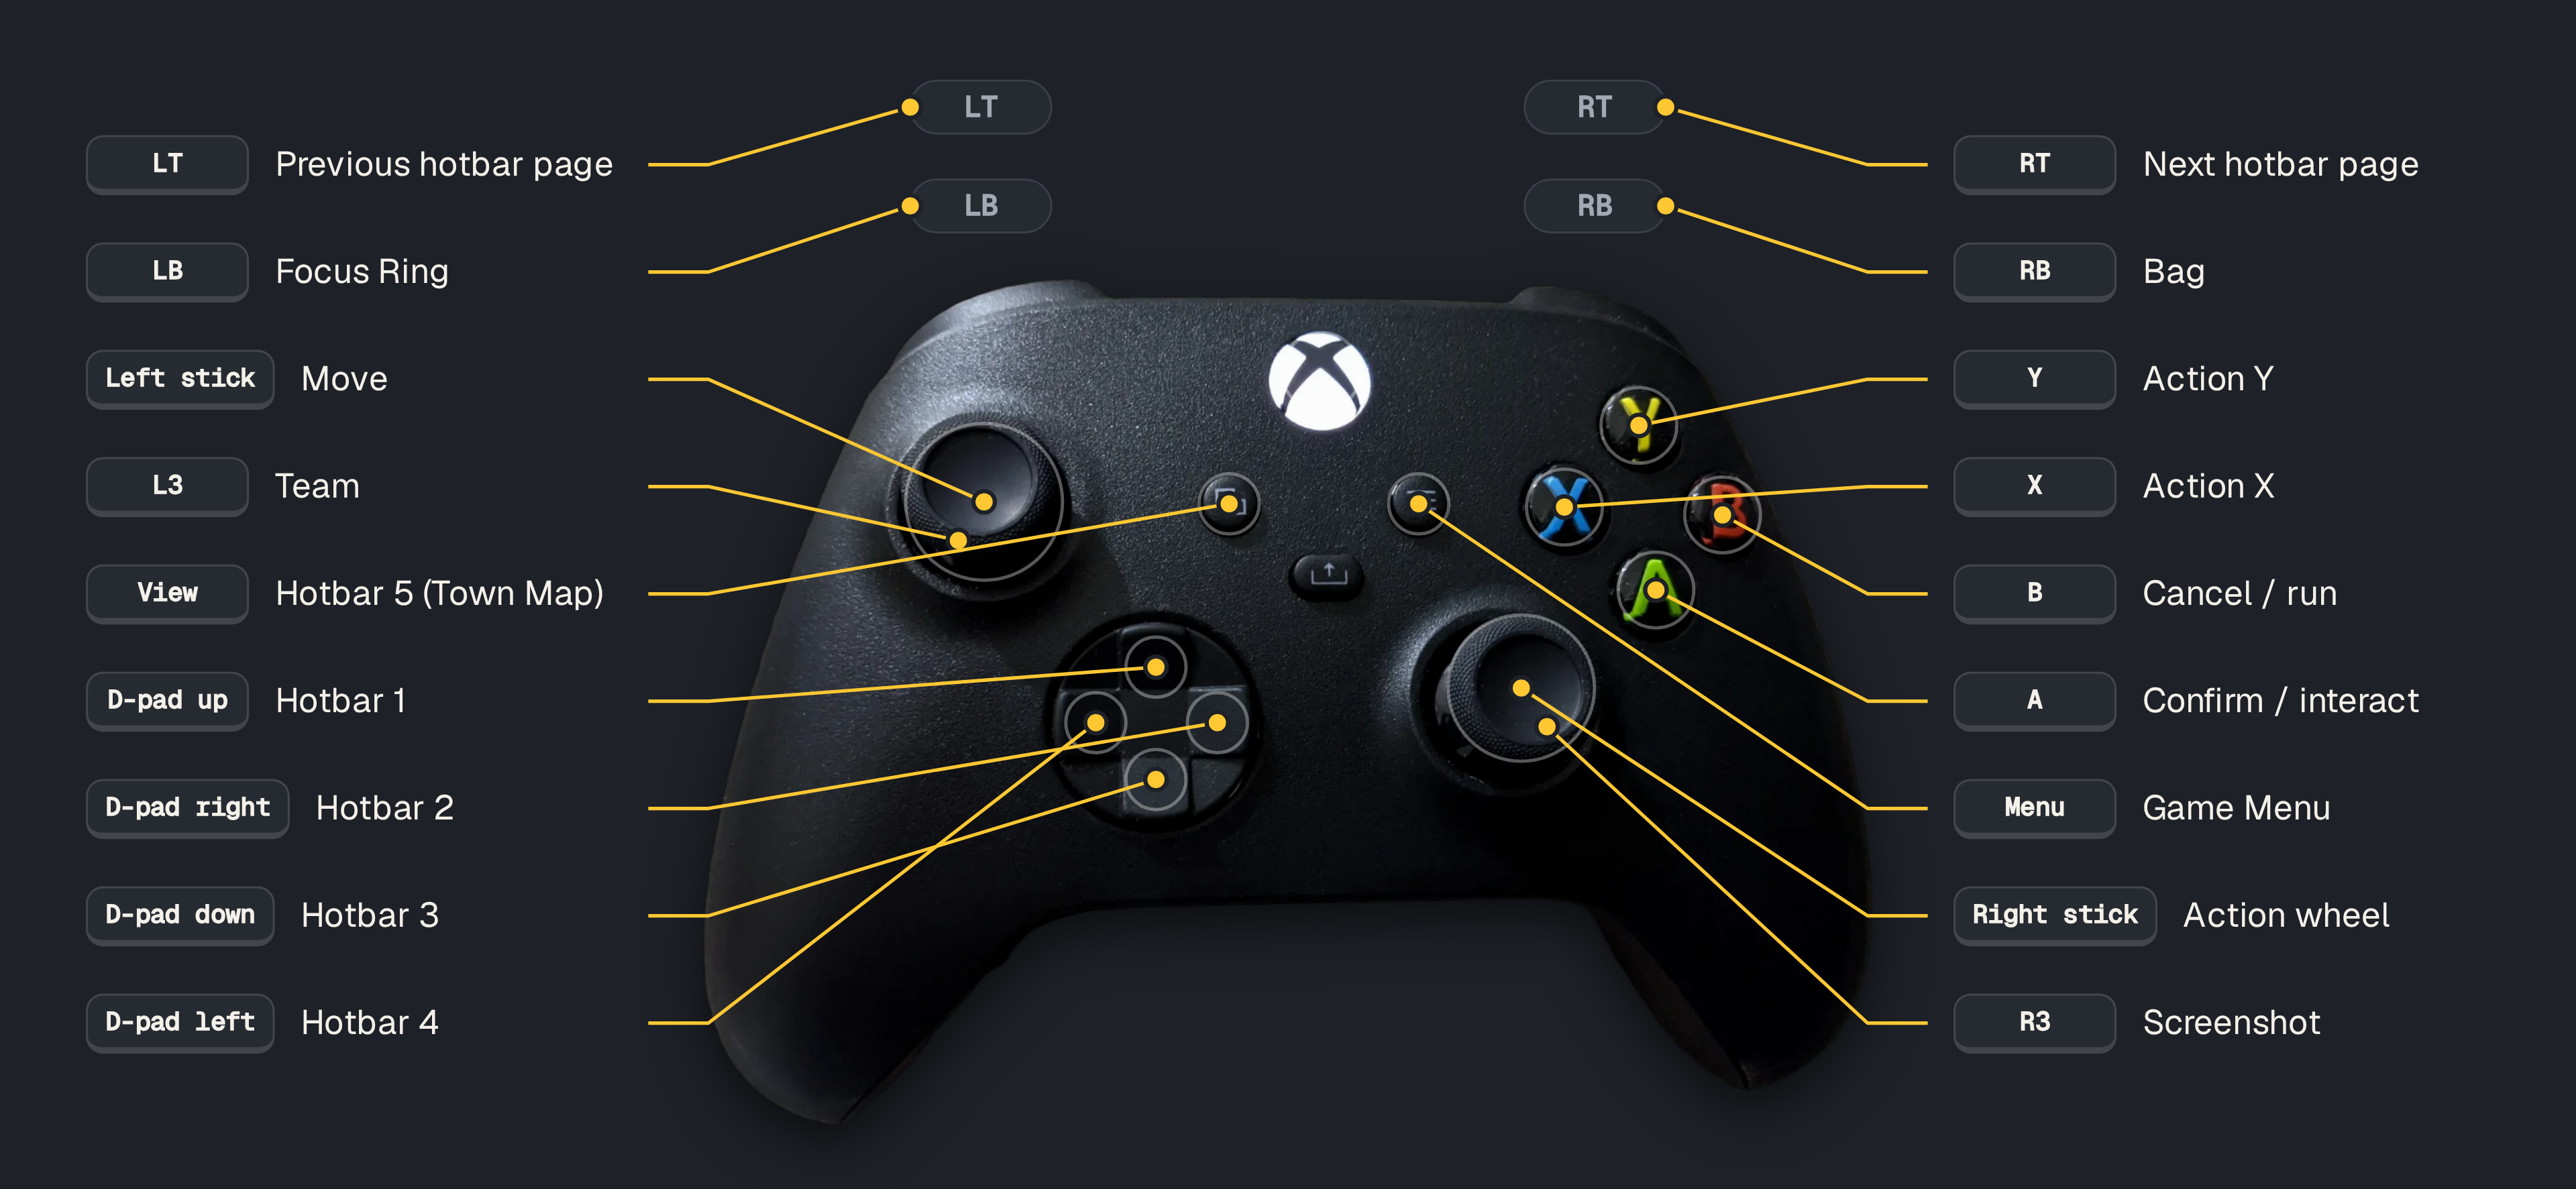 LT
RT
LT Previous hotbar page
RT Next hotbar page
LB
RB
LB Focus Ring
RB Bag
Left stick Move
Y Action Y
Y
L3 Team
X Action X
X
B
View Hotbar 5 (Town Map)
B Cancel / run
A
D-pad up Hotbar 1
A Confirm / interact
D-pad right Hotbar 2
Menu Game Menu
D-pad down Hotbar 3
Right stick Action wheel
D-pad left Hotbar 4
R3 Screenshot